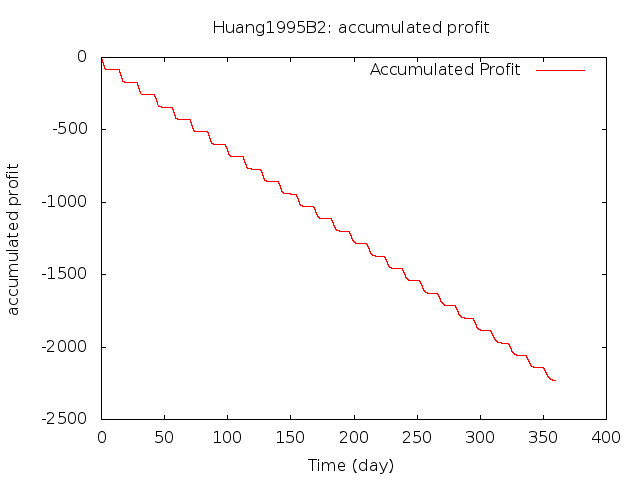 Huang1995B2: accumulated profit
Accumulated Profit
accumulated profit
0
-500
-1000
-1500
-2000
-2500
0 50 100 150 200 250 300 350 400
Time (day)